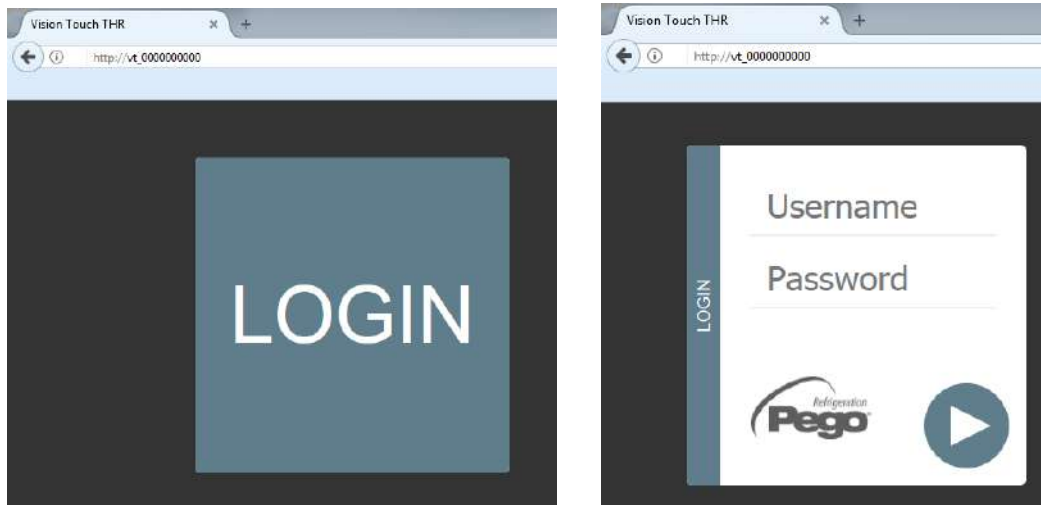 Vision Touch THR
http://vt_0000000000
LOGIN
Vision Touch THR
http://vt_0000000000
LOGIN
Username
Password
Refrigeration
Pego